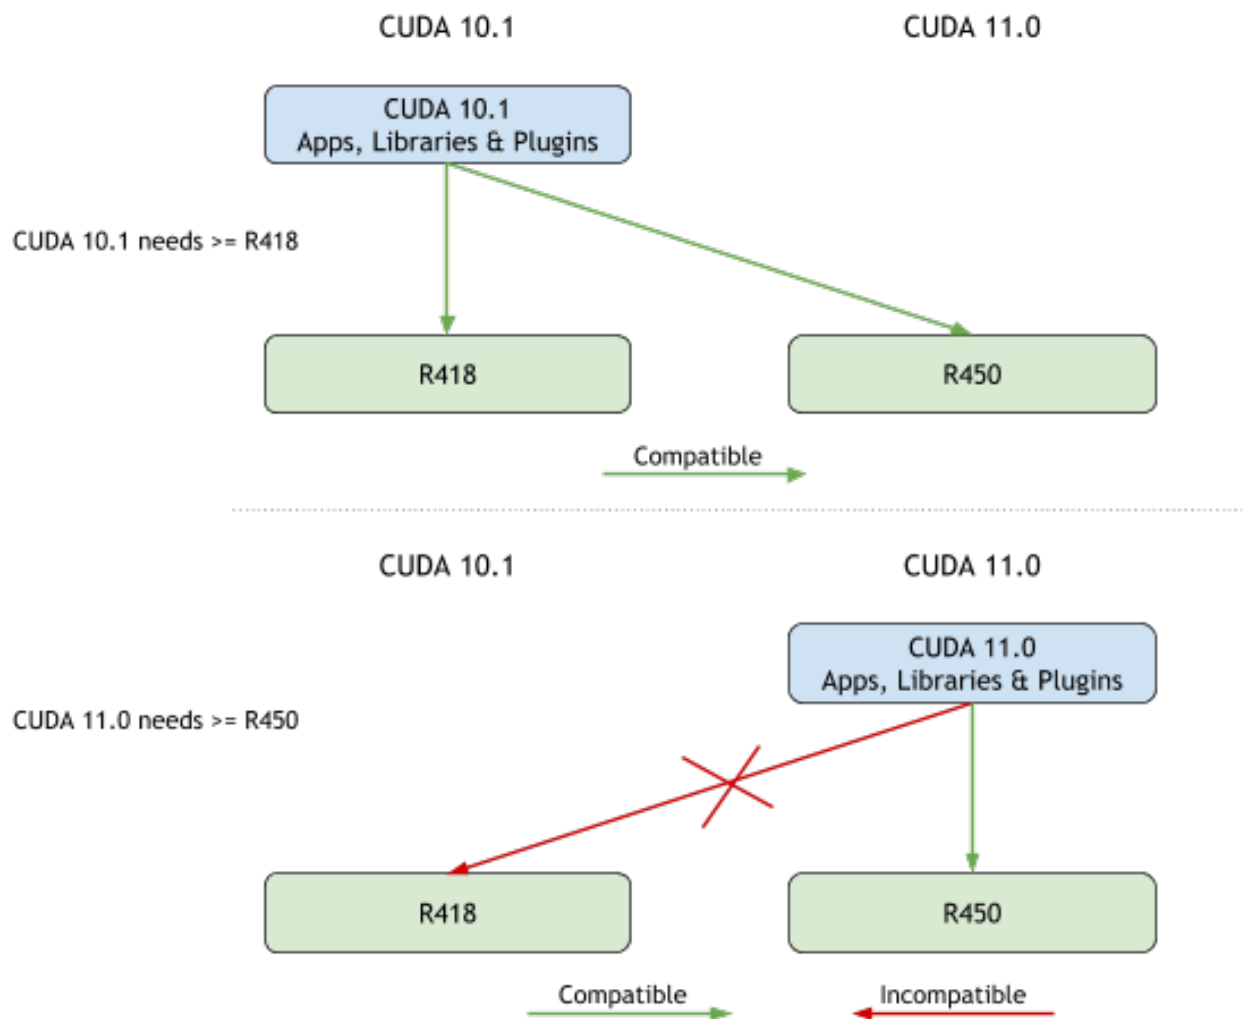 CUDA 10.1
CUDA 11.0
CUDA 10.1
Apps, Libraries & Plugins
CUDA 10.1 needs >= R418
R418
R450
Compatible
CUDA 10.1
CUDA 11.0
CUDA 11.0
Apps, Libraries & Plugins
CUDA 11.0 needs >= R450
R418
R450
Compatible
Incompatible